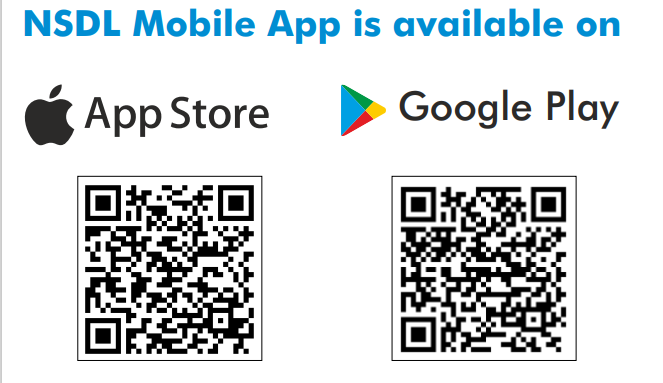 NSDL Mobile App is available on
App Store
Google Play